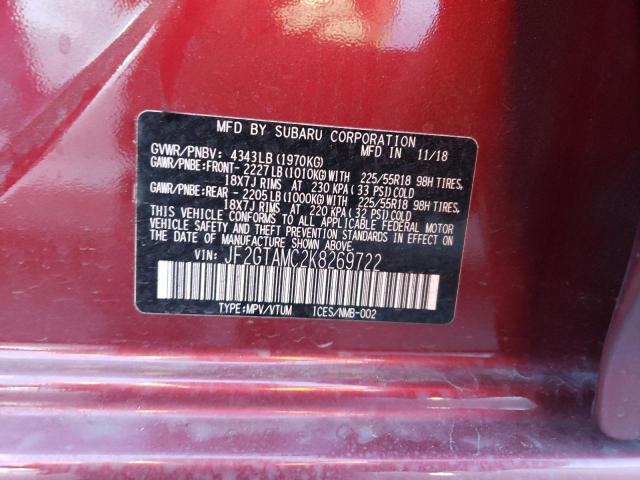 MFD BY SUBARU CORPORATION
GVWR/PNBV: 4343LB (1970KG) MFD IN 11/18
GAWR/PNBE:FRONT- 2227LB (1010KG) WITH 225/55R18 98H TIRES,
18X7J RIMS AT 230 KPA (33 PSI) COLD
GAWR/PNBE:REAR - 2205LB (1000KG) WITH 225/55R18 98H TIRES,
18X7J RIMS AT 220 KPA (32 PSI) COLD
THIS VEHICLE CONFORMS TO ALL APPLICABLE FEDERAL MOTOR
VEHICLE SAFETY, BUMPER, AND THEFT PREVENTION STANDARDS IN EFFECT ON
THE DATE OF MANUFACTURE SHOWN ABOVE.
VIN: JF2GTAMC2K8269722
TYPE:MPV/VTUM ICES/NMB-002